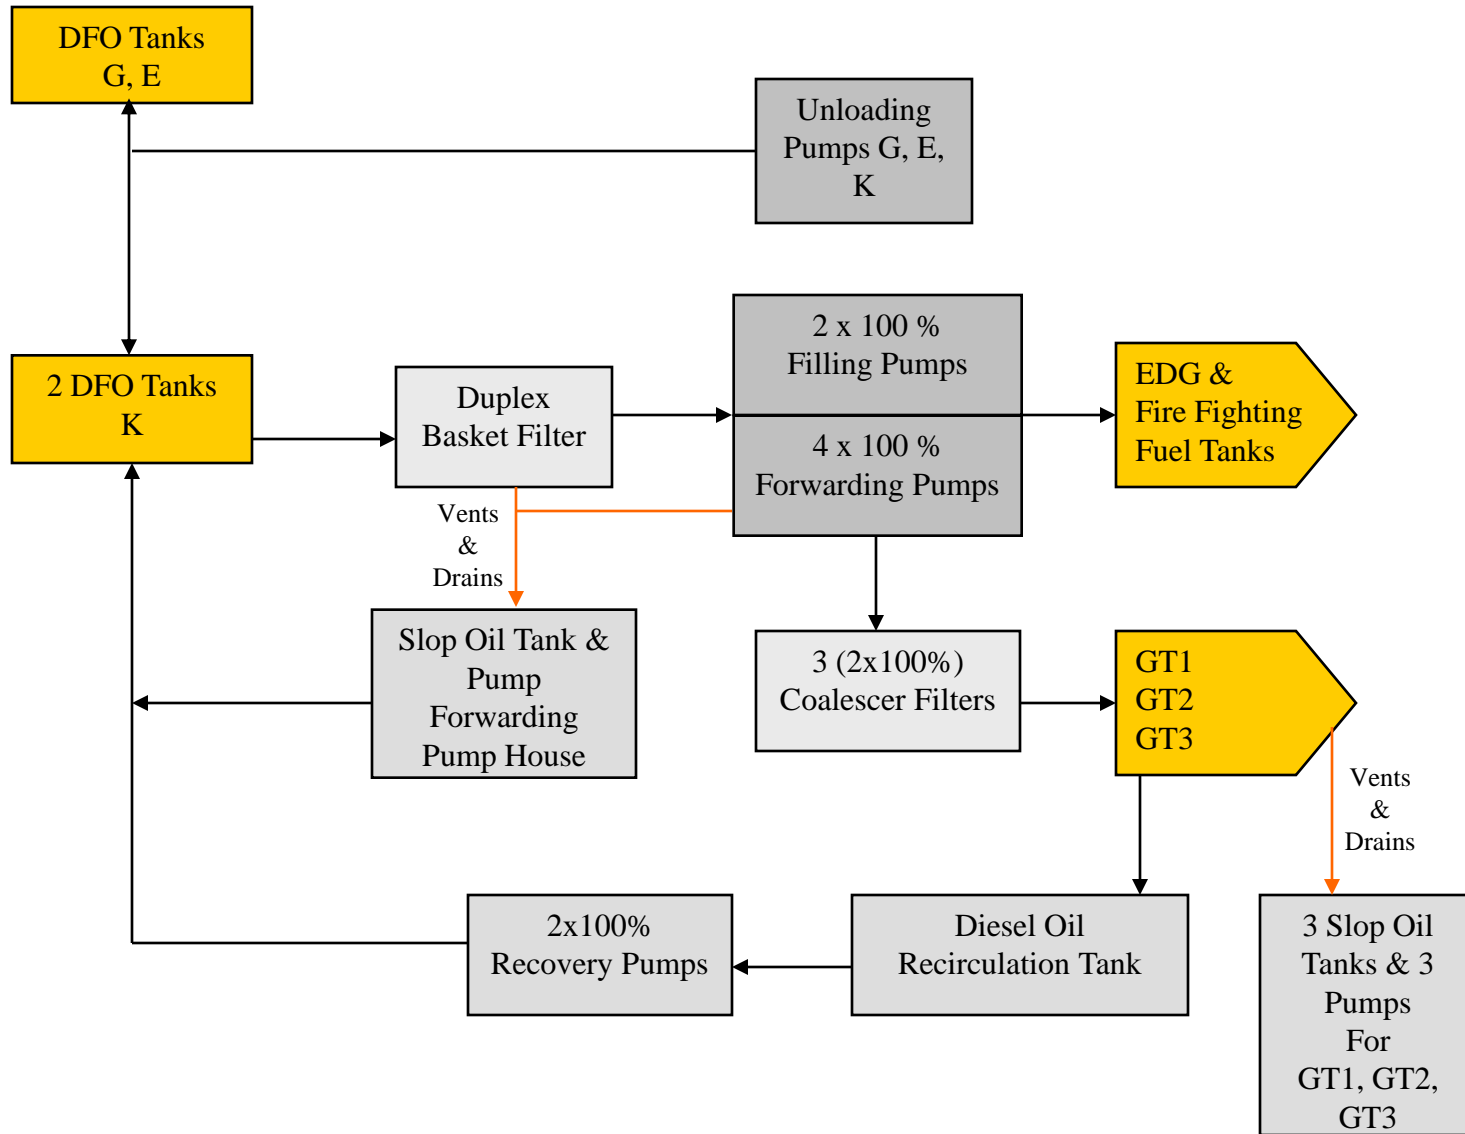 DFO Tanks
G, E
Unloading
Pumps G, E,
K
2 DFO Tanks
K
Duplex
Basket Filter
2 x 100 %
Filling Pumps
4 x 100 %
Forwarding Pumps
EDG &
Fire Fighting
Fuel Tanks
Vents
&
Drains
Slop Oil Tank &
Pump
Forwarding
Pump House
3 (2x100%)
Coalescer Filters
GT1
GT2
GT3
Vents
&
Drains
2x100%
Recovery Pumps
Diesel Oil
Recirculation Tank
3 Slop Oil
Tanks & 3
Pumps
For
GT1, GT2,
GT3